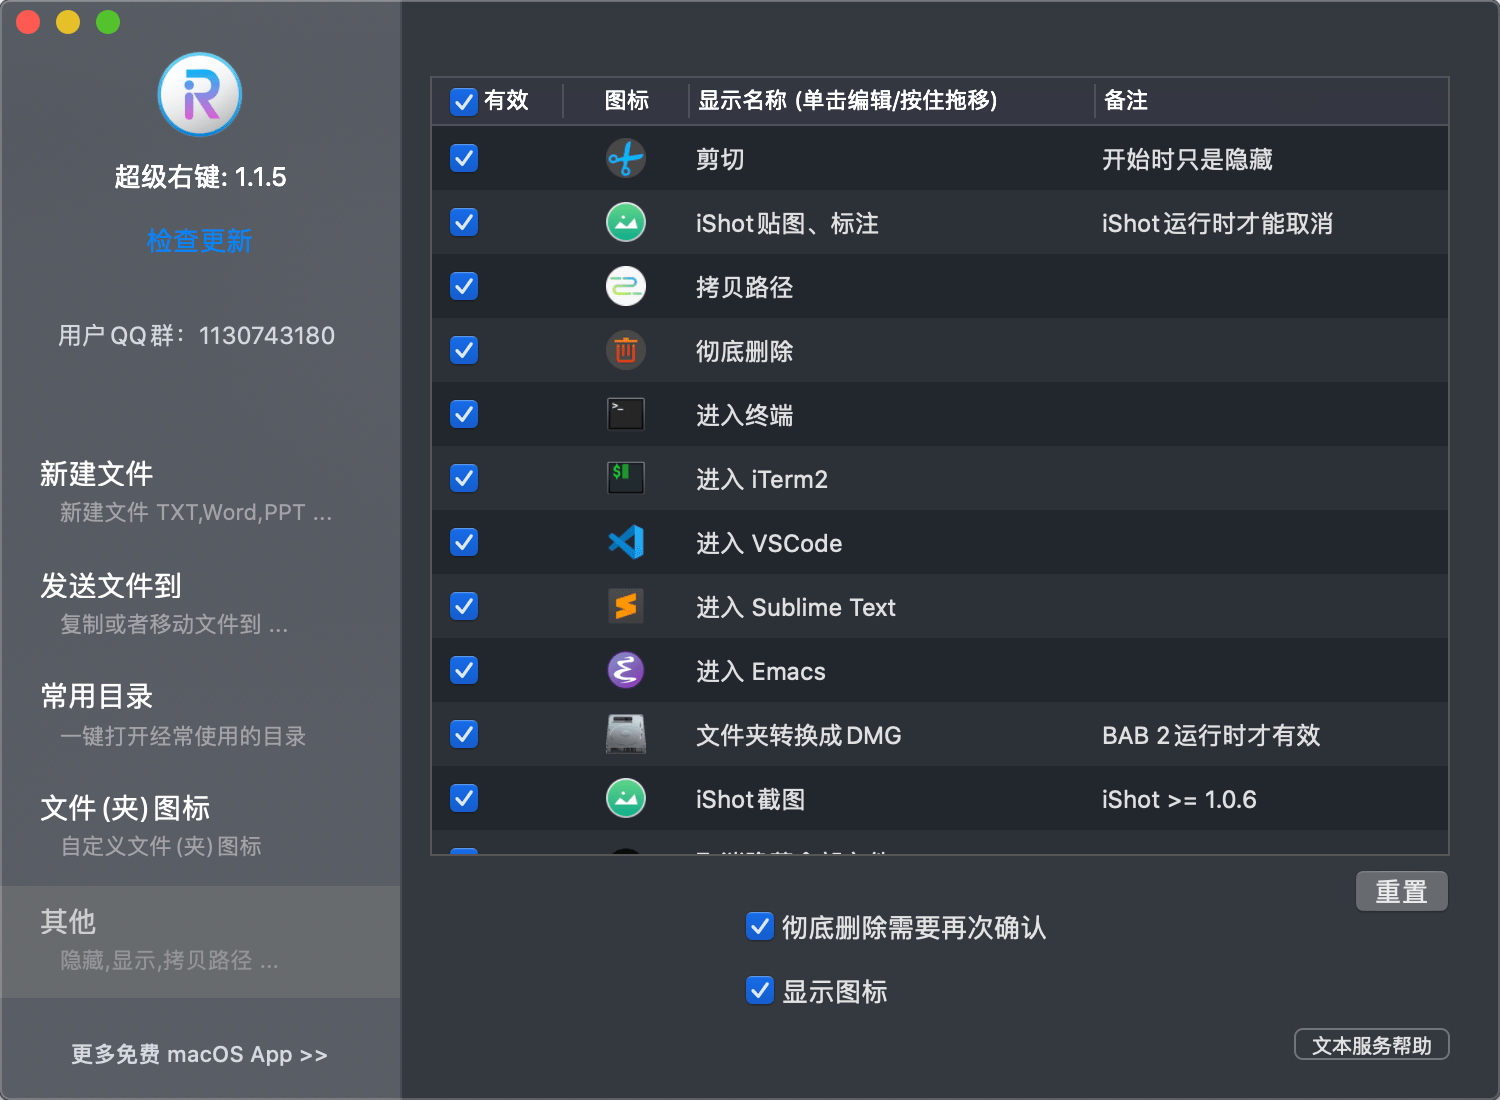 超级右键: 1.1.5
检查更新
用户QQ群：1130743180
新建文件
新建文件 TXT,Word,PPT ...
发送文件到
复制或者移动文件到 ...
常用目录
一键打开经常使用的目录
文件(夹)图标
自定义文件(夹)图标
其他
隐藏,显示,拷贝路径 ...
更多免费 macOS App >>
有效 图标 显示名称 (单击编辑/按住拖移) 备注
剪切 开始时只是隐藏
iShot贴图、标注 iShot运行时才能取消
拷贝路径
彻底删除
进入终端
进入 iTerm2
进入 VSCode
进入 Sublime Text
进入 Emacs
文件夹转换成DMG BAB 2运行时才有效
iShot截图 iShot >= 1.0.6
重置
彻底删除需要再次确认
显示图标
文本服务帮助